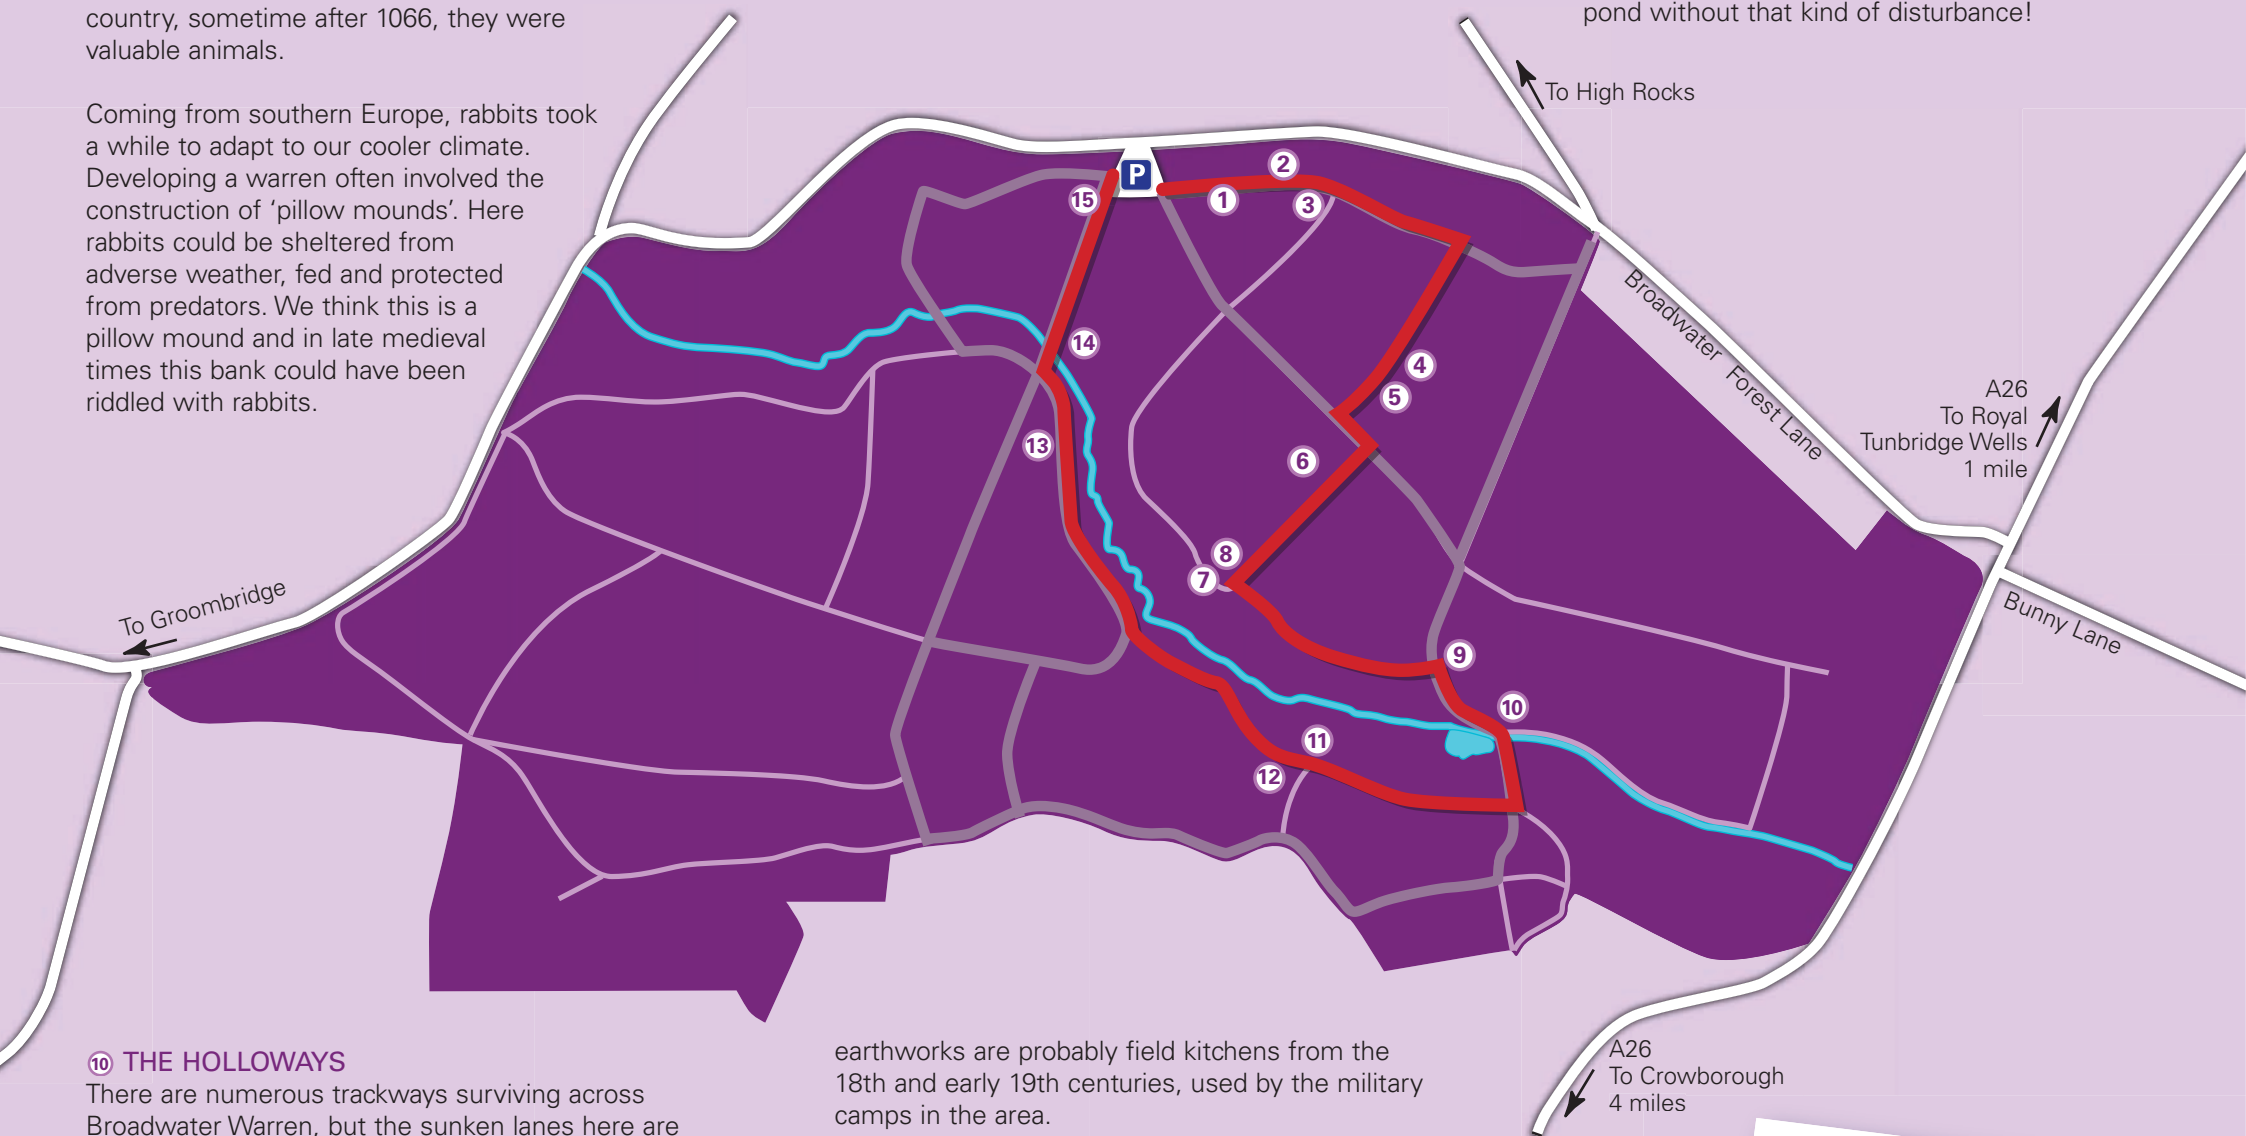 country, sometime after 1066, they were
valuable animals.
Coming from southern Europe, rabbits took
a while to adapt to our cooler climate.
Developing a warren often involved the
construction of ‘pillow mounds’. Here
rabbits could be sheltered from
adverse weather, fed and protected
from predators. We think this is a
pillow mound and in late medieval
times this bank could have been
riddled with rabbits.
pond without that kind of disturbance!
To High Rocks
P
1
2
3
15
14
4
5
13
6
8
7
9
10
11
12
Broadwater Forest Lane
A26
To Royal
Tunbridge Wells
1 mile
Bunny Lane
To Groombridge
10 THE HOLLOWAYS
There are numerous trackways surviving across
Broadwater Warren, but the sunken lanes here are
earthworks are probably field kitchens from the
18th and early 19th centuries, used by the military
camps in the area.
A26
To Crowborough
4 miles